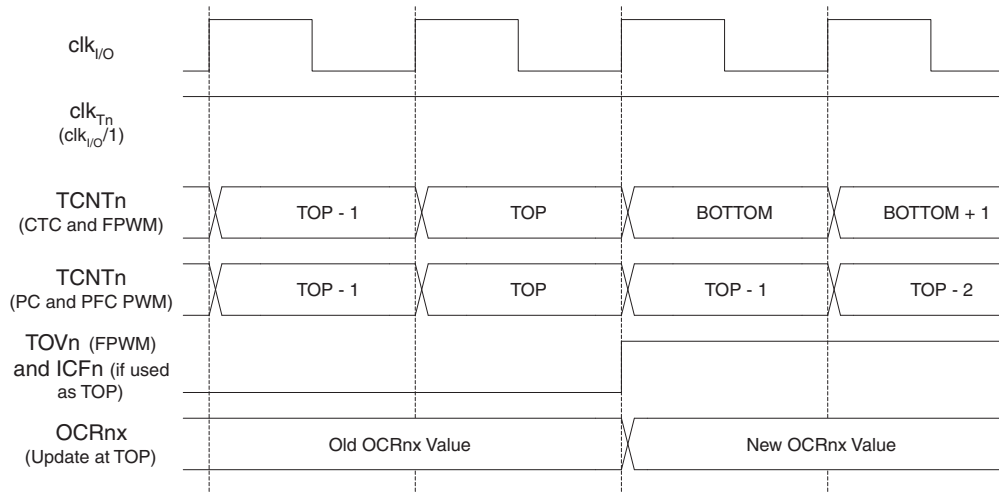 clkI/O
clkTn
(clkI/O/1)
TCNTn
(CTC and FPWM)
TOP - 1 TOP BOTTOM BOTTOM + 1
TCNTn
(PC and PFC PWM)
TOP - 1 TOP TOP - 1 TOP - 2
TOVn (FPWM)
and ICFn (if used
as TOP)
OCRnx
(Update at TOP)
Old OCRnx Value New OCRnx Value